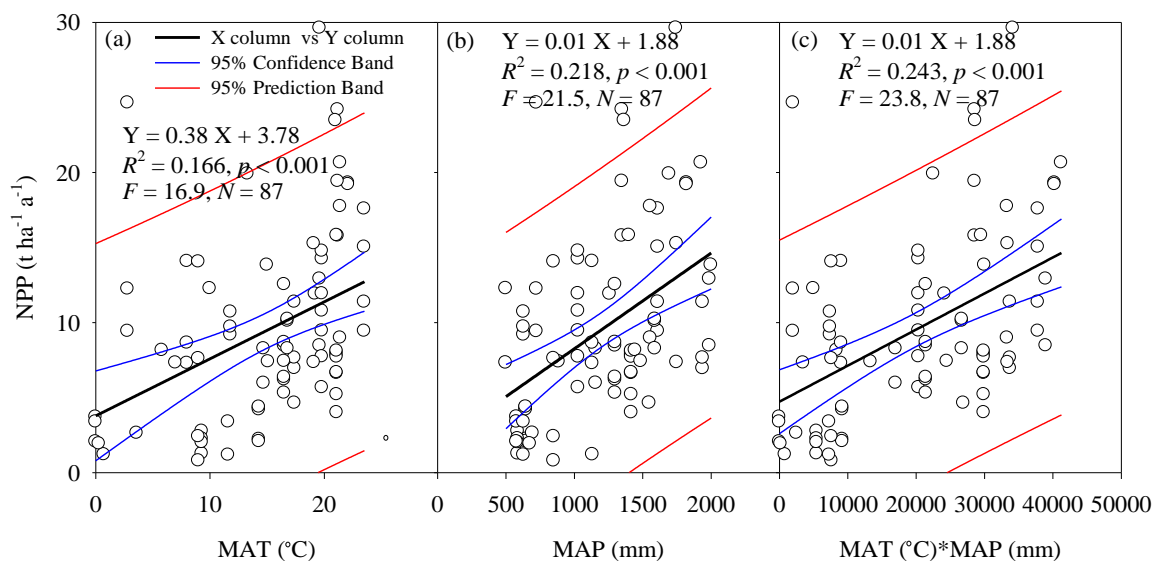 (a)
X column vs Y column
95% Confidence Band
95% Prediction Band
Y = 0.38 X + 3.78
R² = 0.166, p < 0.001
F = 16.9, N = 87
(b)
Y = 0.01 X + 1.88
R² = 0.218, p < 0.001
F = 21.5, N = 87
(c)
Y = 0.01 X + 1.88
R² = 0.243, p < 0.001
F = 23.8, N = 87
NPP (t ha⁻¹ a⁻¹)
30
20
10
0
0 10 20
0 500 1000 1500 2000
0 10000 20000 30000 40000 50000
MAT (°C)
MAP (mm)
MAT (°C)*MAP (mm)